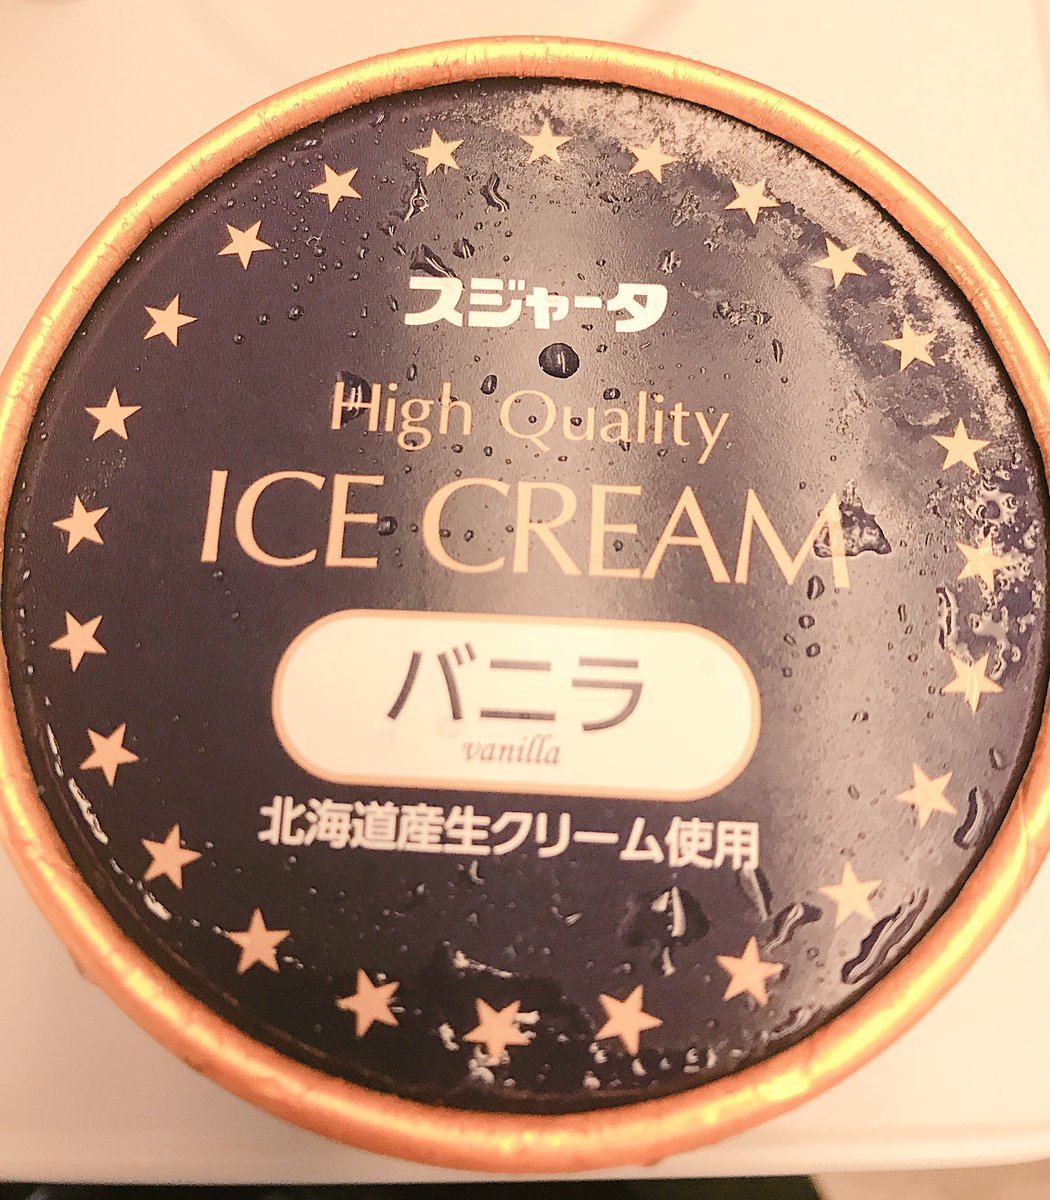 スジャータ
High Quality
ICE CREAM
バニラ
vanilla
北海道産生クリーム使用